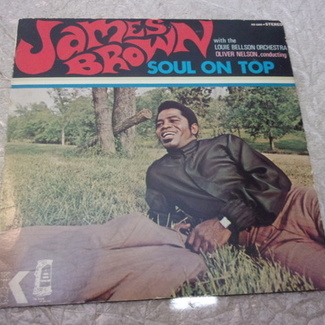 STEREO
JAMES
BROWN
with the
LOUIE BELLSON ORCHESTRA
OLIVER NELSON, conducting
SOUL ON TOP
K